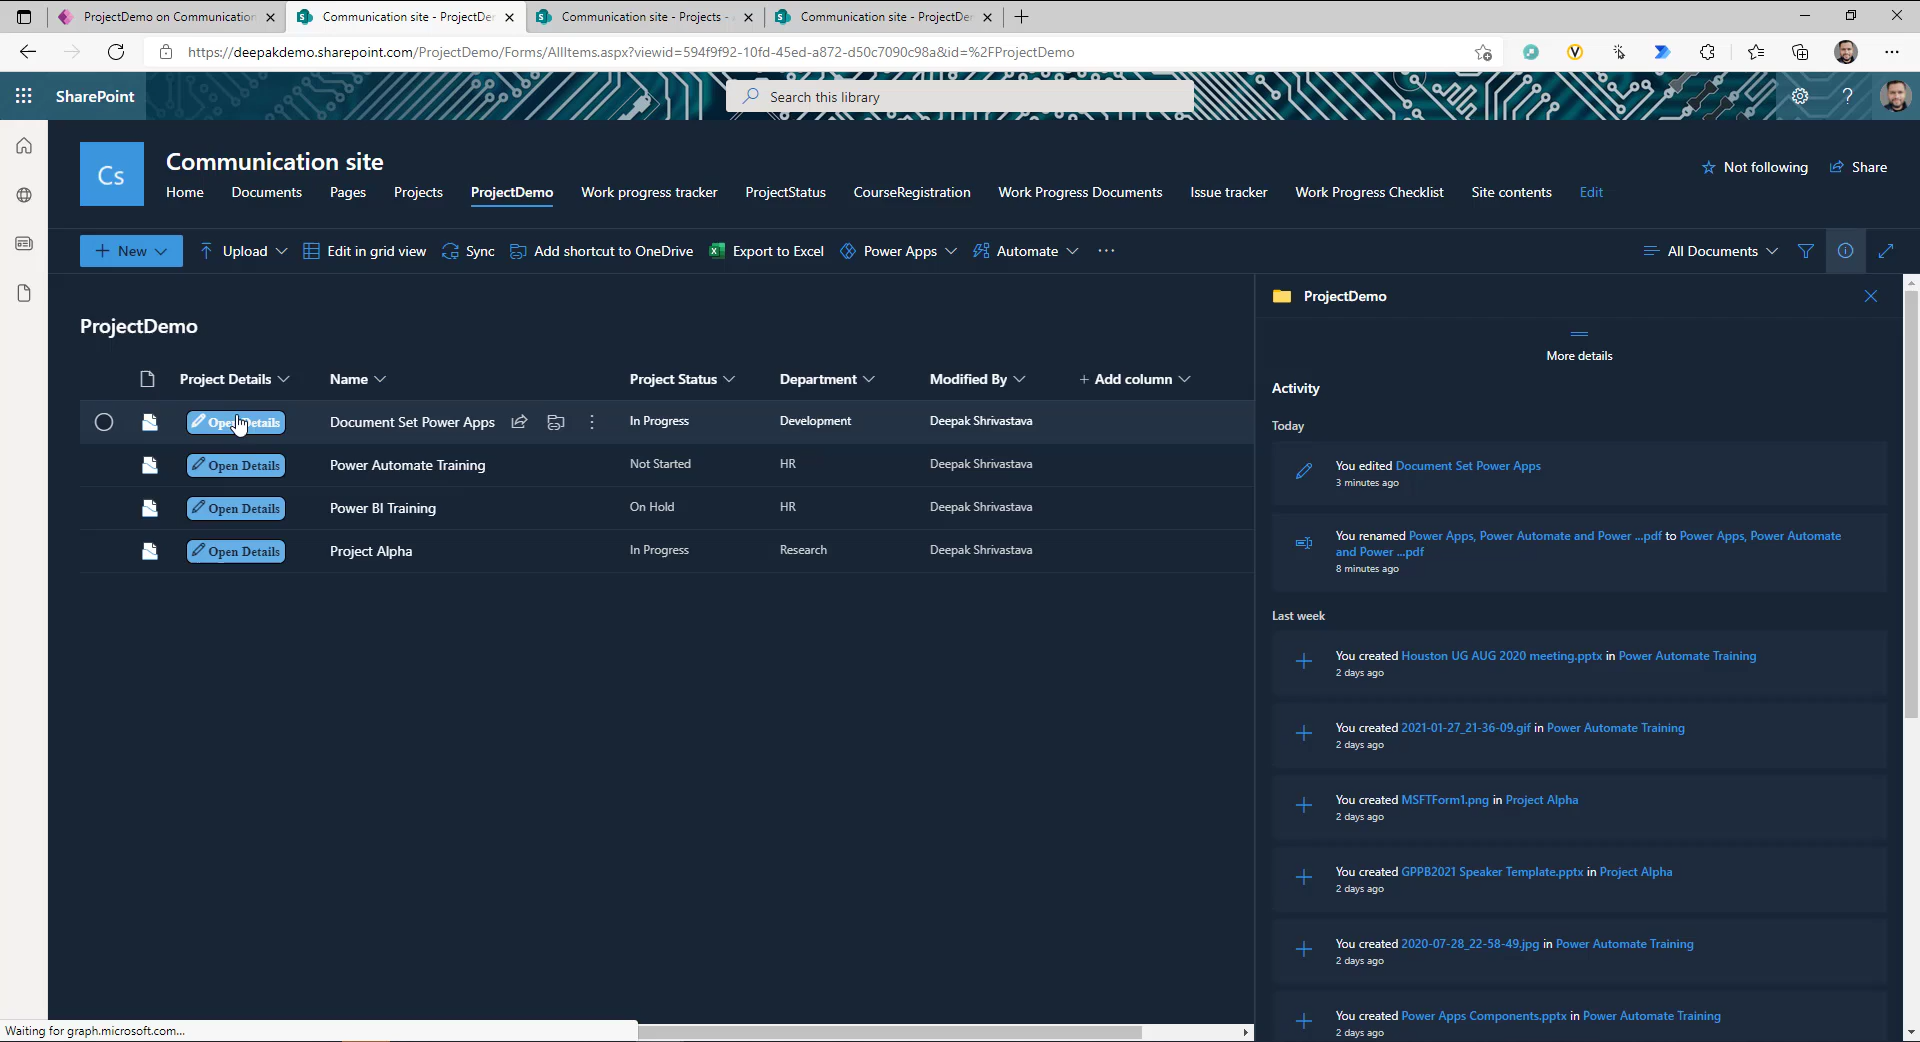 ProjectDemo on Communication
Communication site - ProjectDe
Communication site - Projects -
Communication site - ProjectDe
https://deepakdemo.sharepoint.com/ProjectDemo/Forms/AllItems.aspx?viewid=594f9f92-10fd-45ed-a872-d50c7090c98a&id=%2FProjectDemo
SharePoint
Search this library
Cs
Communication site
Not following
Share
Home Documents Pages Projects ProjectDemo Work progress tracker ProjectStatus CourseRegistration Work Progress Documents Issue tracker Work Progress Checklist Site contents Edit
+ New Upload Edit in grid view Sync Add shortcut to OneDrive Export to Excel Power Apps Automate ... All Documents
ProjectDemo
Project Details Name Project Status Department Modified By + Add column
Open Details Document Set Power Apps In Progress Development Deepak Shrivastava
Open Details Power Automate Training Not Started HR Deepak Shrivastava
Open Details Power BI Training On Hold HR Deepak Shrivastava
Open Details Project Alpha In Progress Research Deepak Shrivastava
ProjectDemo
More details
Activity
Today
You edited Document Set Power Apps
3 minutes ago
You renamed Power Apps, Power Automate and Power ...pdf to Power Apps, Power Automate
and Power ...pdf
8 minutes ago
Last week
You created Houston UG AUG 2020 meeting.pptx in Power Automate Training
2 days ago
You created 2021-01-27_21-36-09.gif in Power Automate Training
2 days ago
You created MSFTForm1.png in Project Alpha
2 days ago
You created GPPB2021 Speaker Template.pptx in Project Alpha
2 days ago
You created 2020-07-28_22-58-49.jpg in Power Automate Training
2 days ago
You created Power Apps Components.pptx in Power Automate Training
2 days ago
Waiting for graph.microsoft.com...